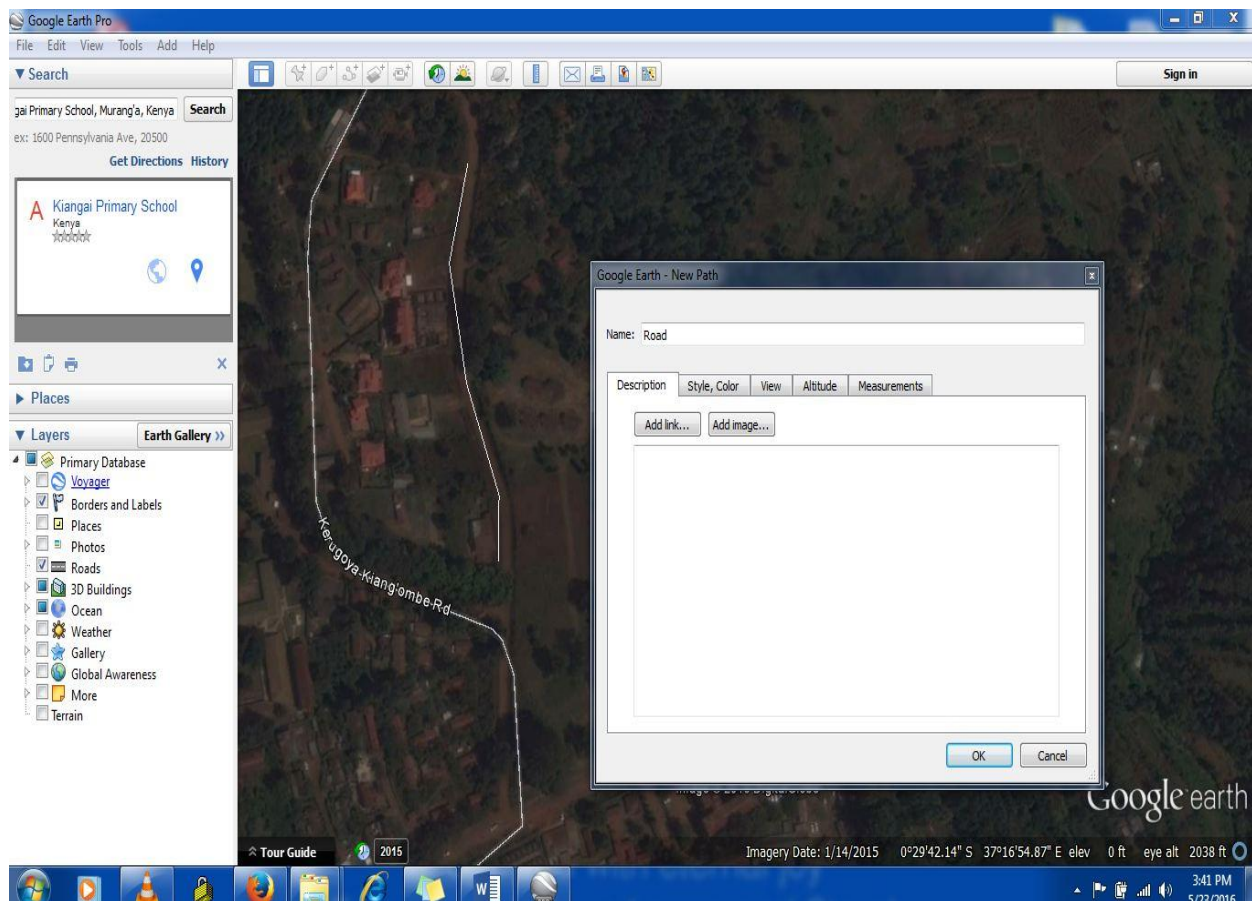 Google Earth Pro
File Edit View Tools Add Help
Search
gai Primary School, Murang'a, Kenya Search
ex: 1600 Pennsylvania Ave, 20500
Get Directions History
A Kiangai Primary School
Kenya
Places
Layers Earth Gallery »
Primary Database
Voyager
Borders and Labels
Places
Photos
Roads
3D Buildings
Ocean
Weather
Gallery
Global Awareness
More
Terrain
Sign in
Kerugoya-Kiang'ombe-Rd
Google Earth - New Path
Name: Road
Description Style, Color View Altitude Measurements
Add link... Add image...
OK Cancel
Google earth
Tour Guide 2015
Imagery Date: 1/14/2015 0°29'42.14" S 37°16'54.87" E elev 0 ft eye alt 2038 ft
3:41 PM
5/23/2016